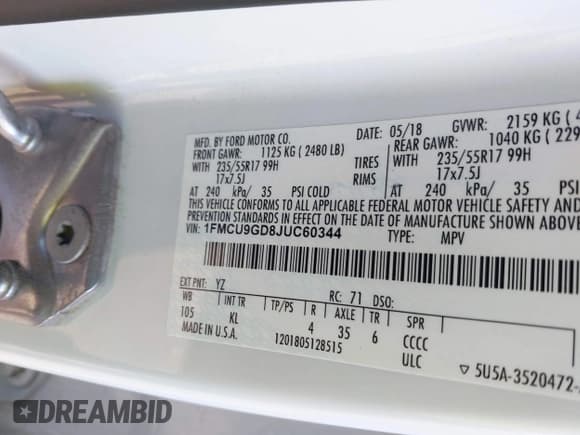 MFD. BY FORD MOTOR CO. DATE: 05/18 GVWR: 2159 KG (
FRONT GAWR: 1125 KG ( 2480 LB) REAR GAWR: 1040 KG (
WITH 235/55R17 99H TIRES WITH 235/55R17 99H
17x7.5J RIMS 17x7.5J
AT 240 kPa/ 35 PSI COLD AT 240 kPa/ 35 PSI
THIS VEHICLE CONFORMS TO ALL APPLICABLE FEDERAL MOTOR VEHICLE SAFETY AND
PREVENTION STANDARDS IN EFFECT ON THE DATE OF MANUFACTURE SHOWN
VIN: 1FMCU9GD8JUC60344 TYPE: MPV
EXT PNT: YZ RC: 71 DSO:
WB INT TR TP/PS R AXLE TR SPR
105 KL 4 35 6 CCCC
MADE IN U.S.A. 1201805128515 ULC ▽ 5U5A-3520472-
DREAMBID